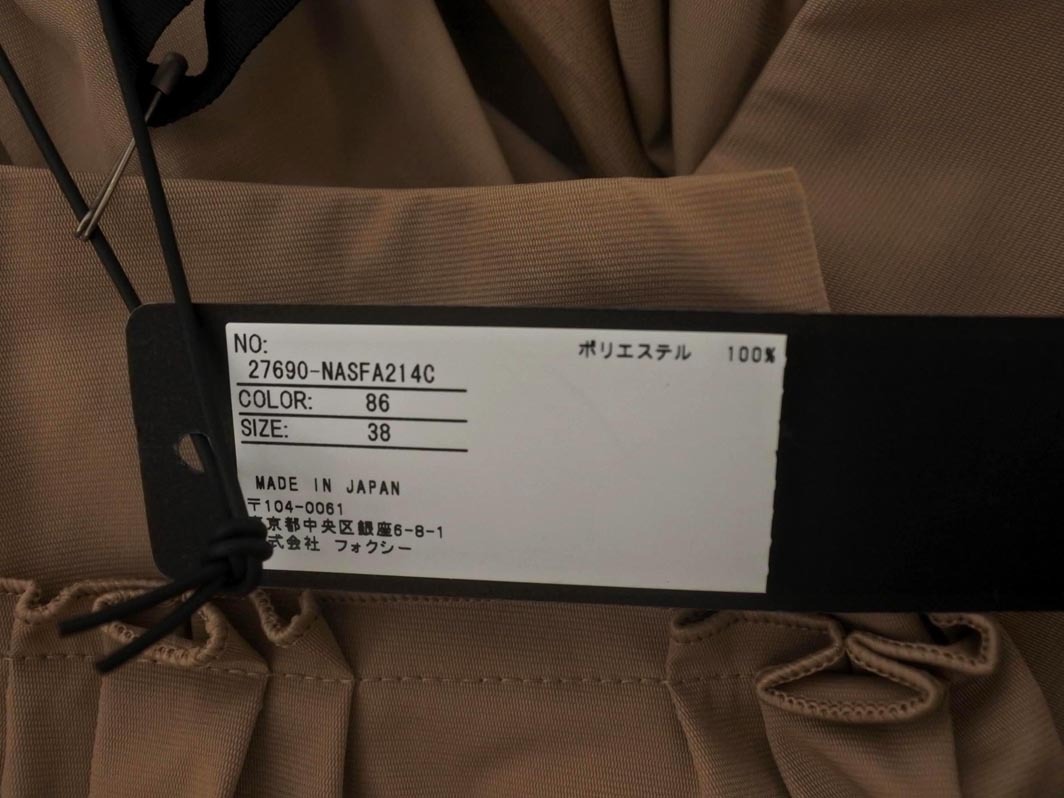 NO:
27690-NASFA214C
COLOR: 86
SIZE: 38
ポリエステル 100%
MADE IN JAPAN
〒104-0061
京都中央区銀座6-8-1
式会社 フォクシー